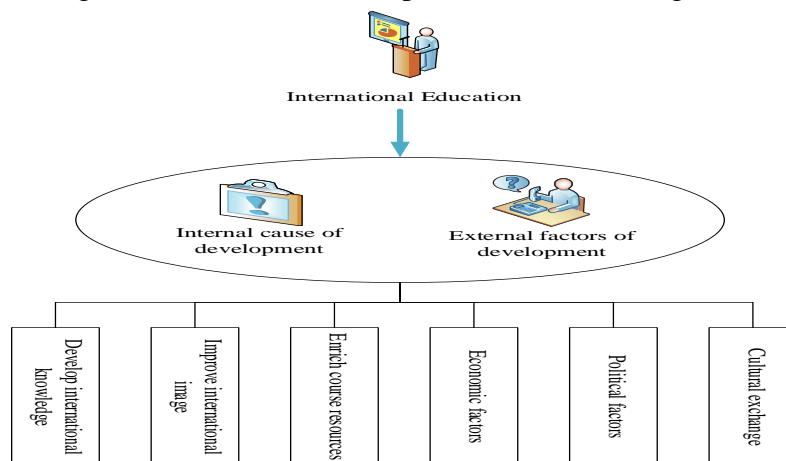 International Education
Internal cause of
development
External factors of
development
Develop international
knowledge
Improve international
image
Enrich course resources
Economic factors
Political factors
Cultural exchange